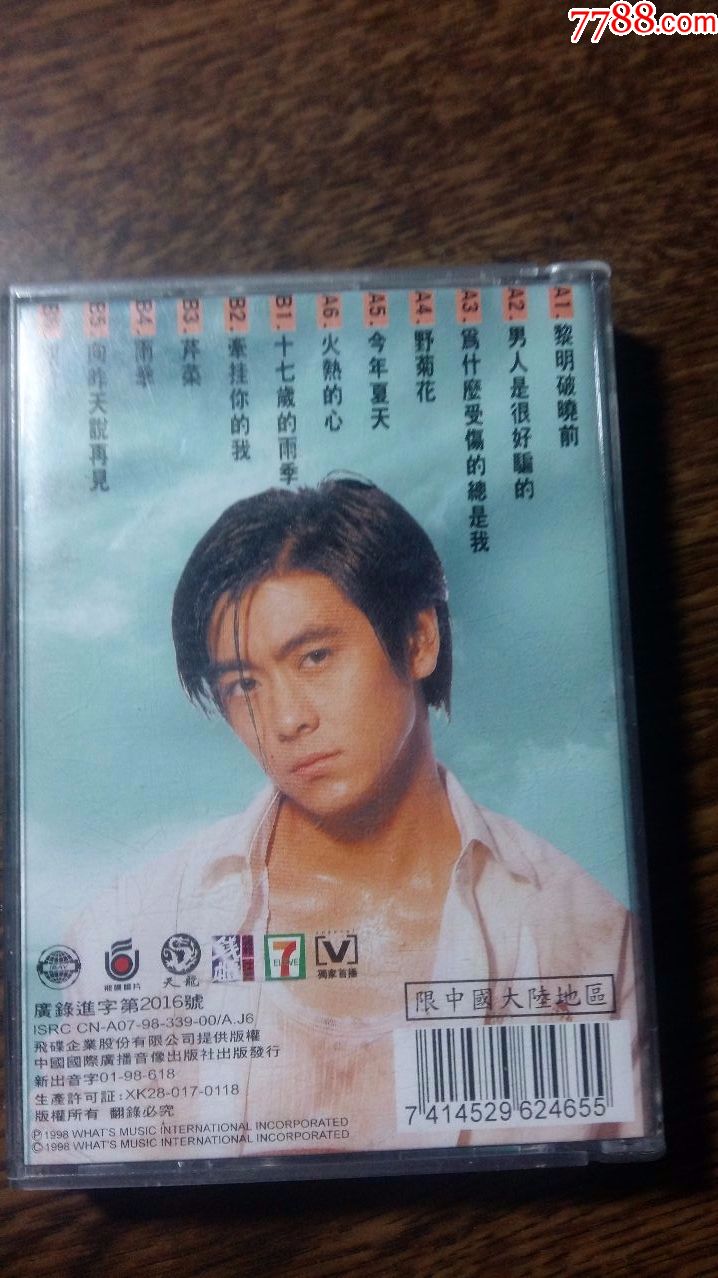 7788.com
A1. 黎明破曉前
A2. 男人是很好騙的
A3. 爲什麼受傷的總是我
A4. 野菊花
A5. 今年夏天
A6. 火熱的心
B1. 十七歲的雨季
B2. 牽挂你的我
B3. 芹菜
B4.
B5. 向昨天說再見
飛碟唱片
天龍
7
ELEVEN
[V]
獨家首播
限中國大陸地區
廣錄進字第2016號
ISRC CN-A07-98-339-00/A.J6
飛碟企業股份有限公司提供版權
中國國際廣播音像出版社出版發行
新出音字01-98-618
生產許可証:XK28-017-0118
版權所有 翻錄必究
℗1998 WHAT'S MUSIC INTERNATIONAL INCORPORATED
©1998 WHAT'S MUSIC INTERNATIONAL INCORPORATED
7 414529 624655